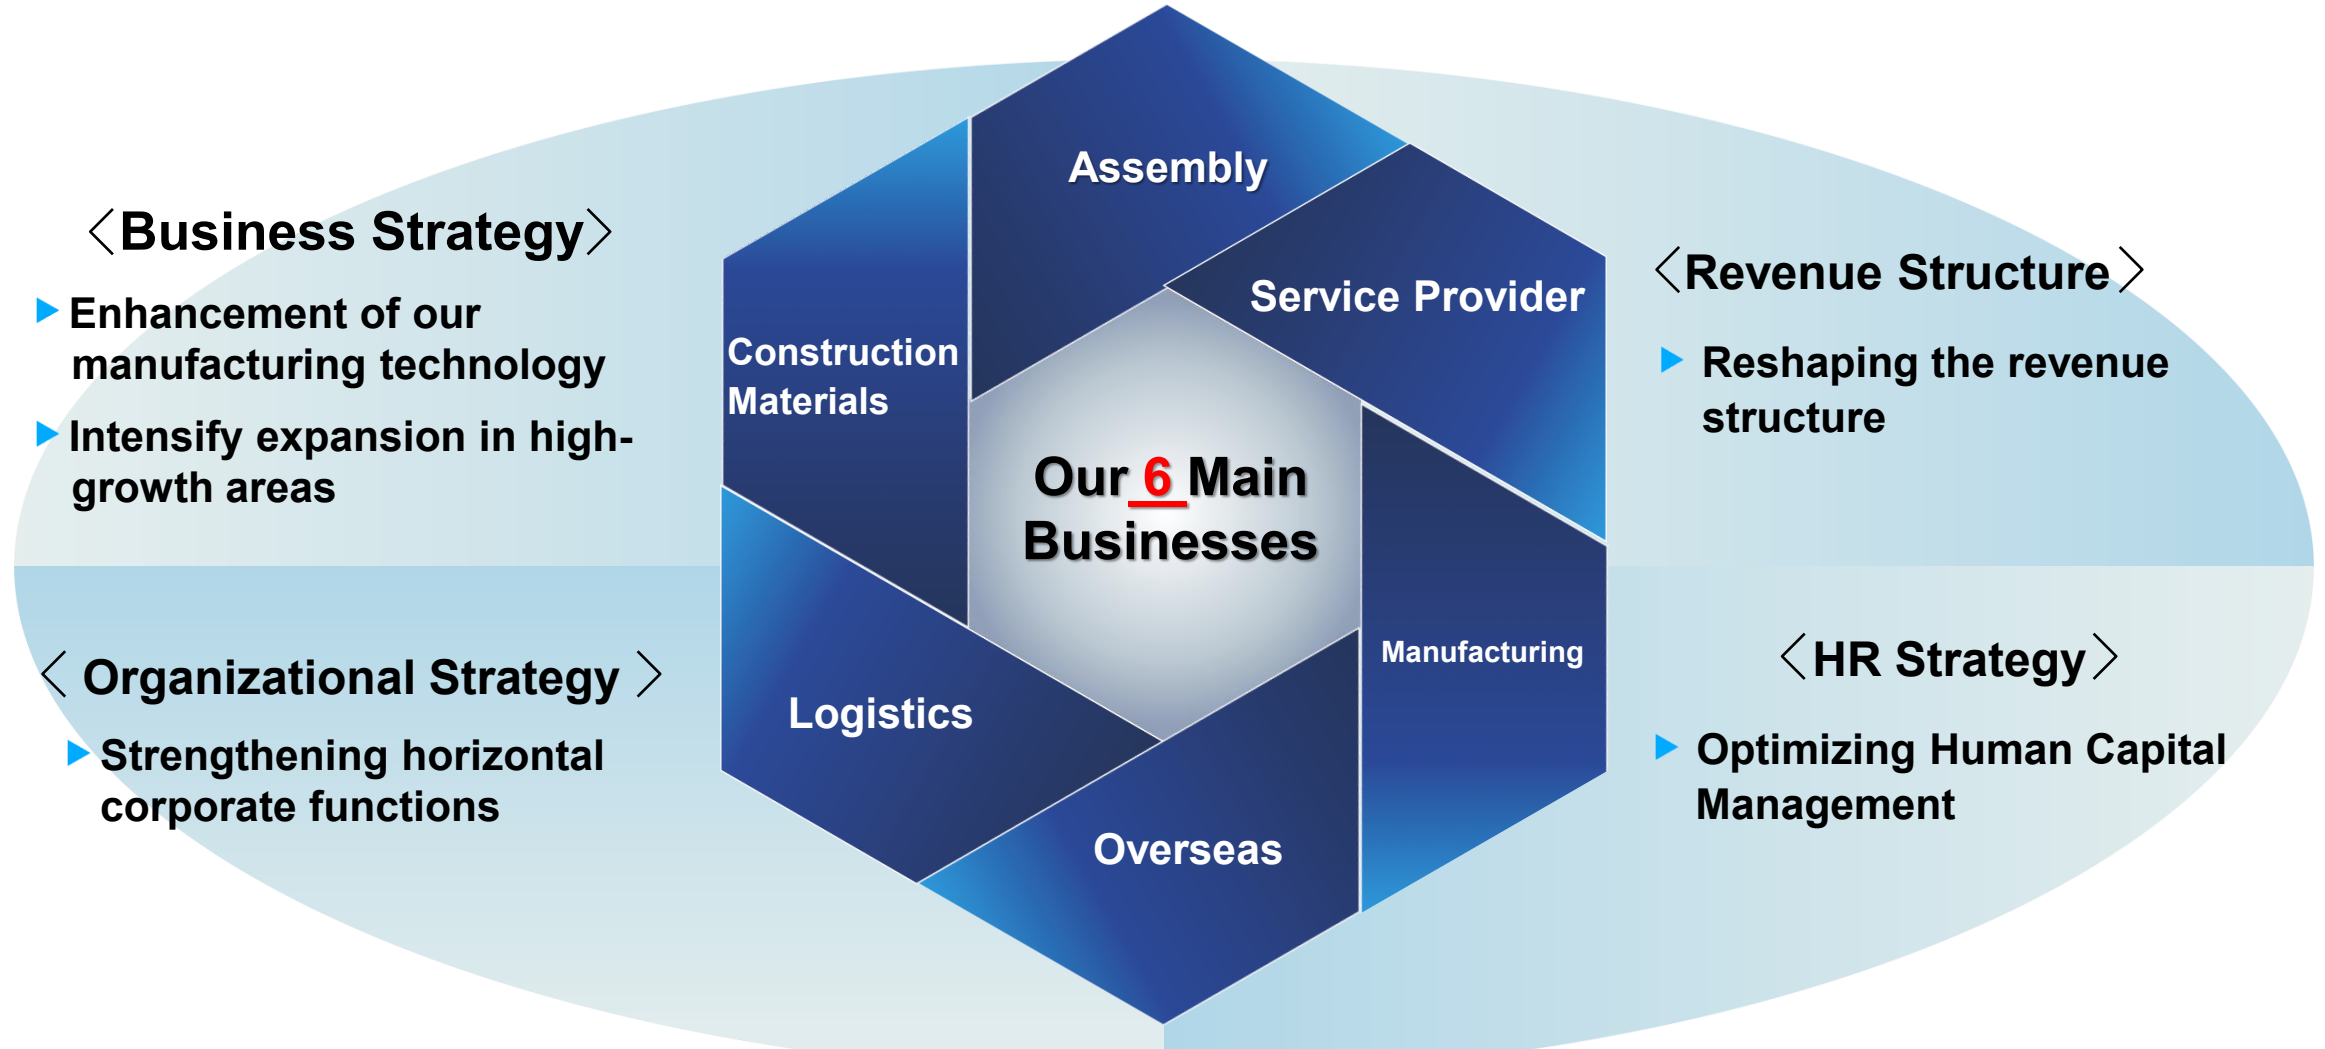 〈Business Strategy〉
Enhancement of our
manufacturing technology
Intensify expansion in high-
growth areas
〈 Organizational Strategy 〉
Strengthening horizontal
corporate functions
Assembly
Service Provider
Construction
Materials
Our 6 Main
Businesses
Manufacturing
Logistics
Overseas
〈Revenue Structure〉
Reshaping the revenue
structure
〈HR Strategy〉
Optimizing Human Capital
Management